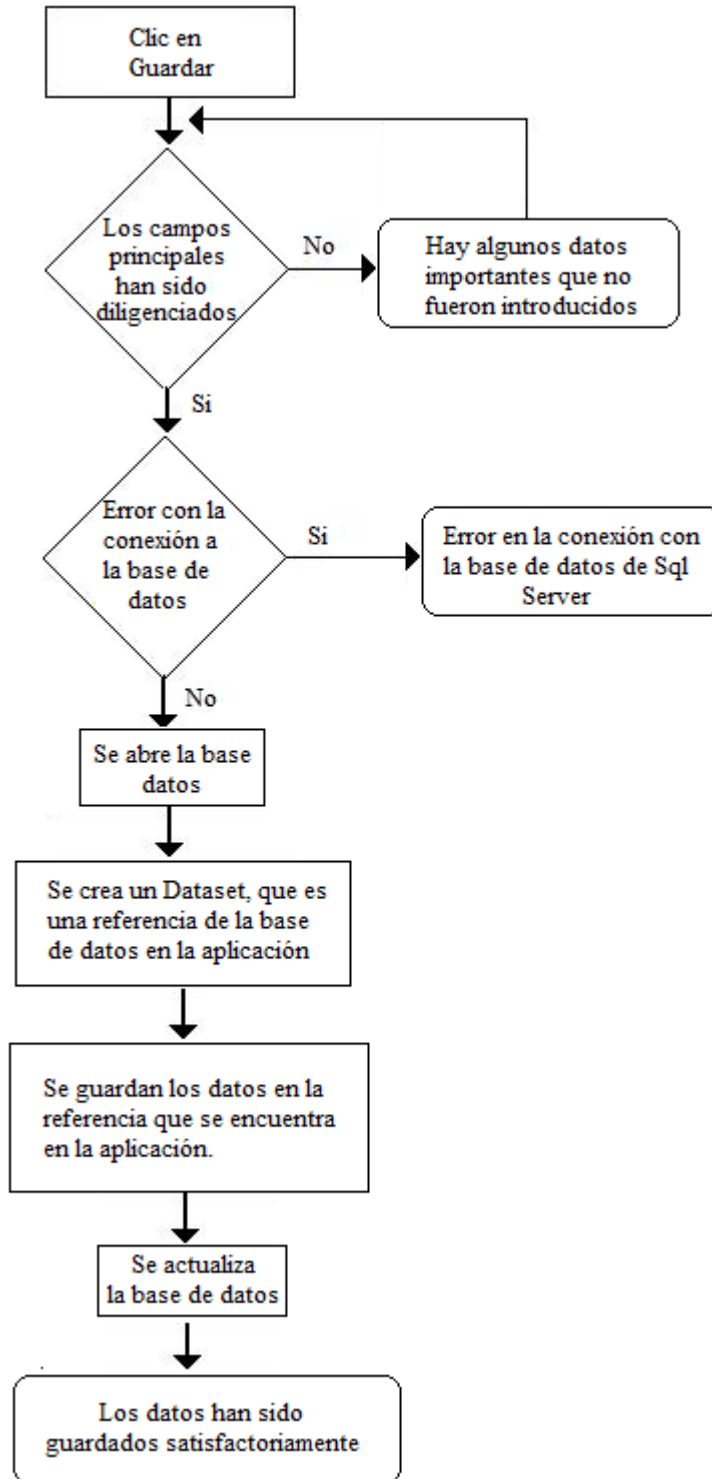 Clic en
Guardar
Los campos
principales
han sido
diligenciados
No
Hay algunos datos
importantes que no
fueron introducidos
Si
Error con la
conexión a
la base de
datos
Si
Error en la conexión con
la base de datos de Sql
Server
No
Se abre la base
datos
Se crea un Dataset, que es
una referencia de la base
de datos en la aplicación
Se guardan los datos en la
referencia que se encuentra
en la aplicación.
Se actualiza
la base de datos
Los datos han sido
guardados satisfactoriamente